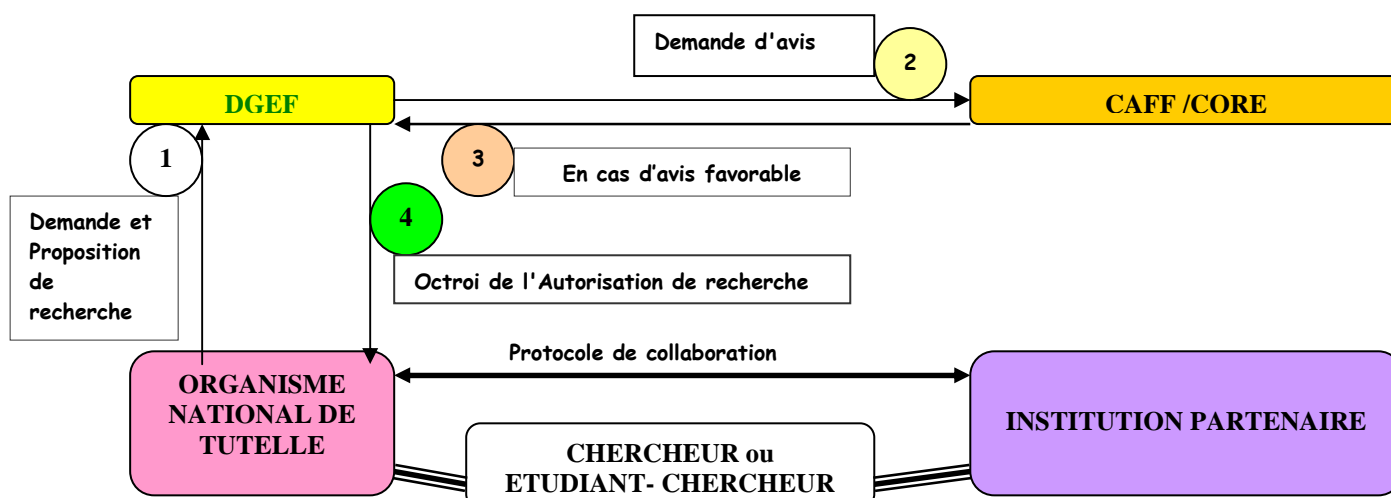 Demande d'avis
2
DGEF
CAFF /CORE
1
3
En cas d’avis favorable
4
Demande et
Proposition
de
recherche
Octroi de l'Autorisation de recherche
Protocole de collaboration
ORGANISME
NATIONAL DE
TUTELLE
INSTITUTION PARTENAIRE
CHERCHEUR ou
ETUDIANT- CHERCHEUR